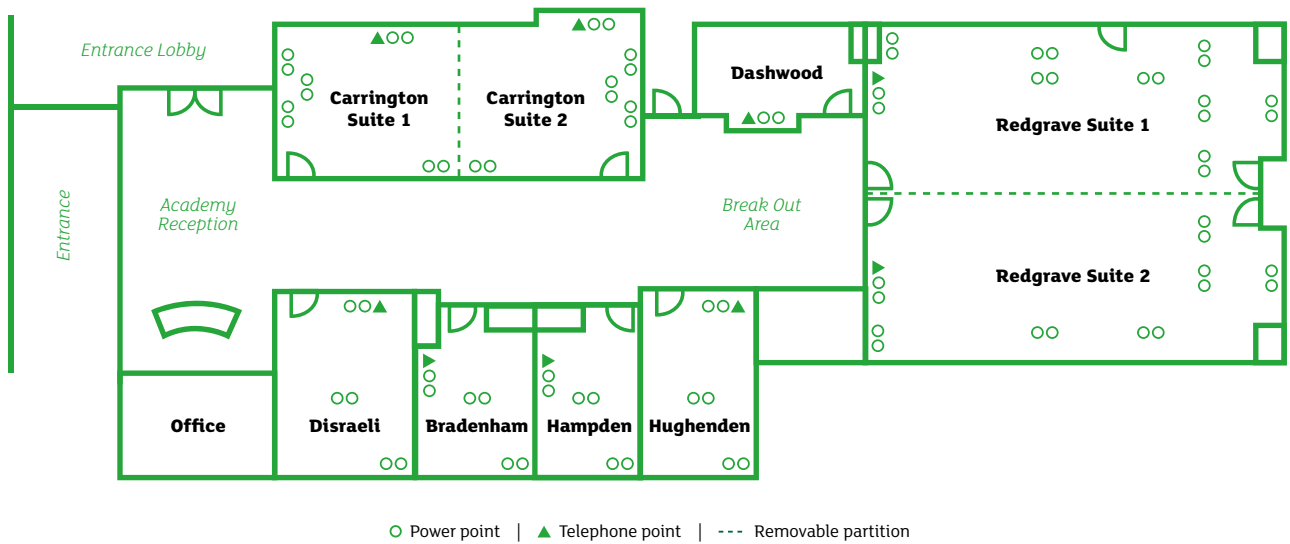 Entrance Lobby
Dashwood
Carrington
Suite 1
Carrington
Suite 2
Redgrave Suite 1
Entrance
Academy
Reception
Break Out
Area
Redgrave Suite 2
Office
Disraeli
Bradenham
Hampden
Hughenden
Power point | Telephone point | Removable partition